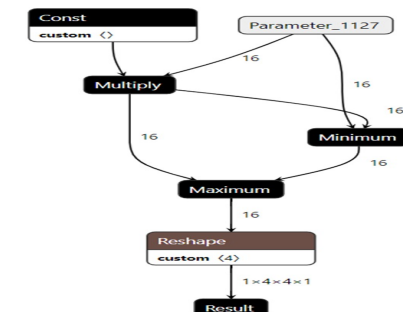 Const
custom ⟨⟩
Parameter_1127
16
Multiply
16
16
16
Minimum
16
Maximum
16
Reshape
custom ⟨4⟩
1×4×4×1
Result